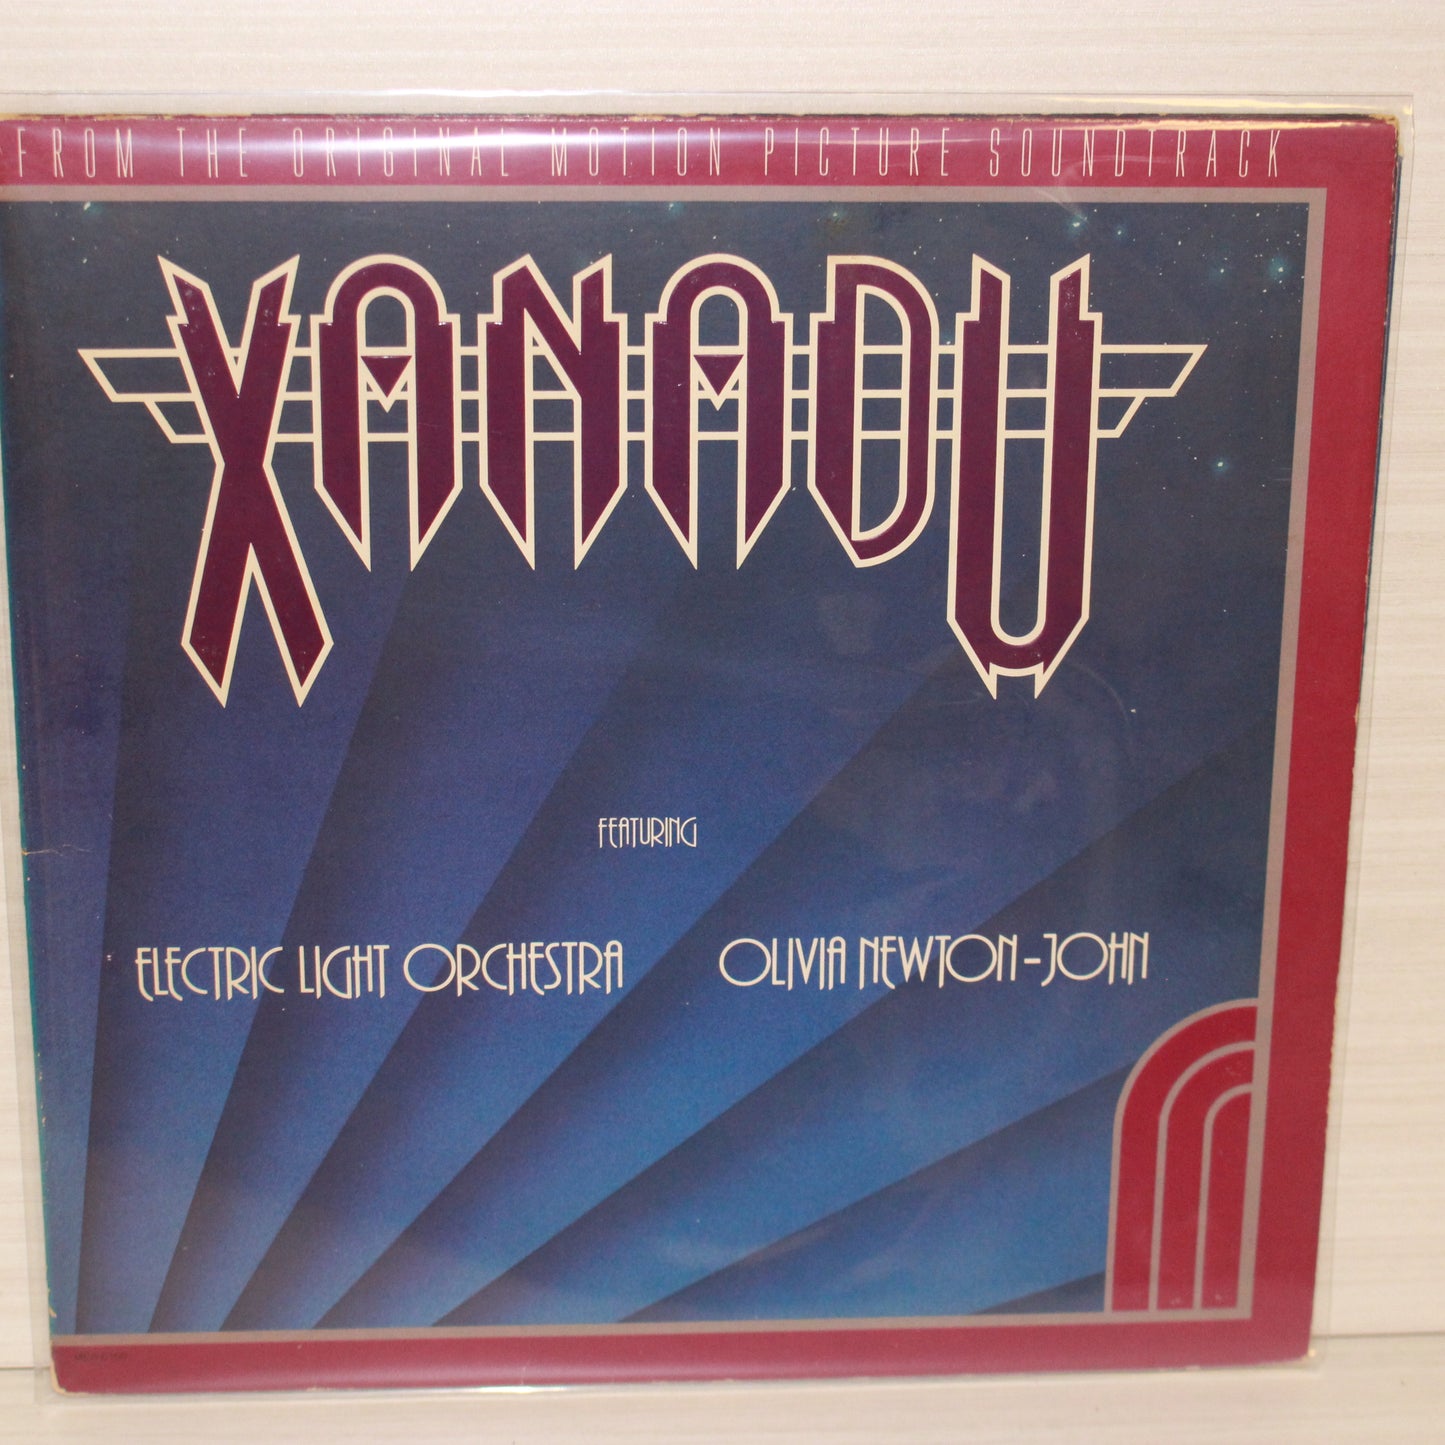 FROM THE ORIGINAL MOTION PICTURE SOUNDTRACK
XANADU
FEATURING
ELECTRIC LIGHT ORCHESTRA OLIVIA NEWTON-JOHN